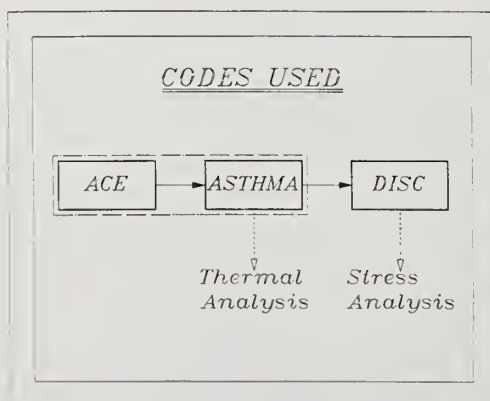 CODES USED
ACE
ASTHMA
DISC
Thermal
Analysis
Stress
Analysis